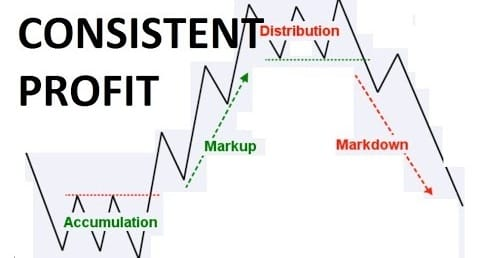 CONSISTENT
PROFIT
Distribution
Markup
Markdown
Accumulation